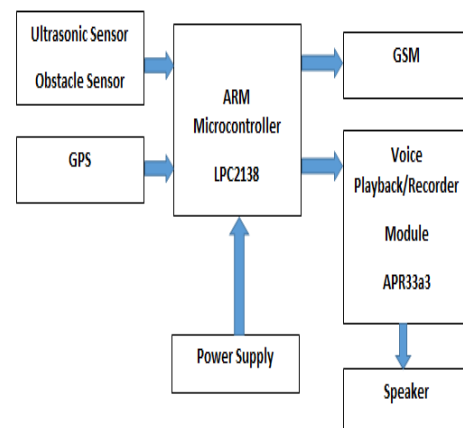 Ultrasonic Sensor
Obstacle Sensor
GPS
ARM
Microcontroller
LPC2138
Power Supply
GSM
Voice
Playback/Recorder
Module
APR33a3
Speaker